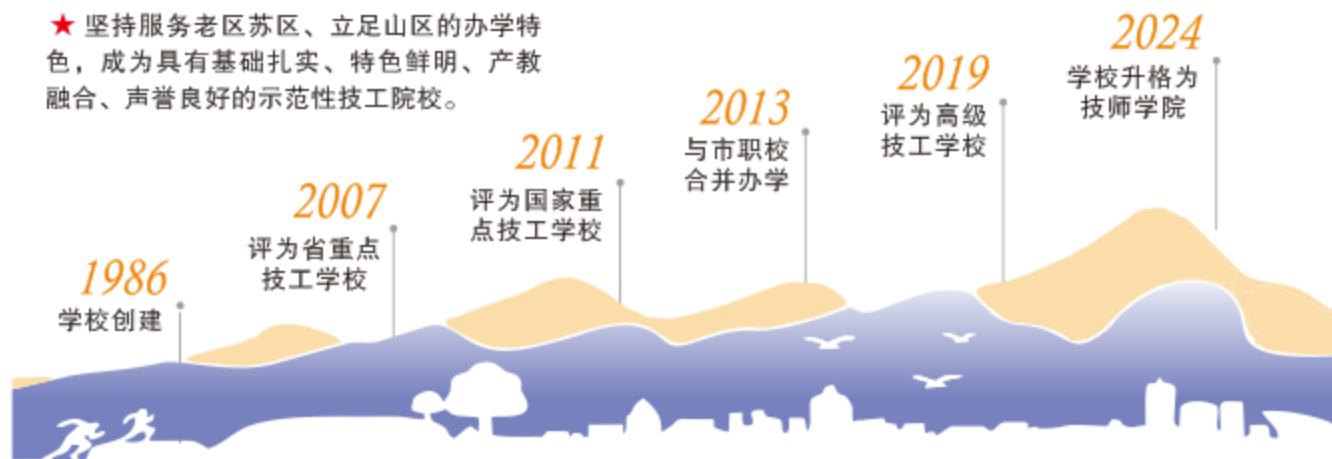 ★ 坚持服务老区苏区、立足山区的办学特
色，成为具有基础扎实、特色鲜明、产教
融合、声誉良好的示范性技工院校。
1986
学校创建
2007
评为省重点
技工学校
2011
评为国家重
点技工学校
2013
与市职校
合并办学
2019
评为高级
技工学校
2024
学校升格为
技师学院